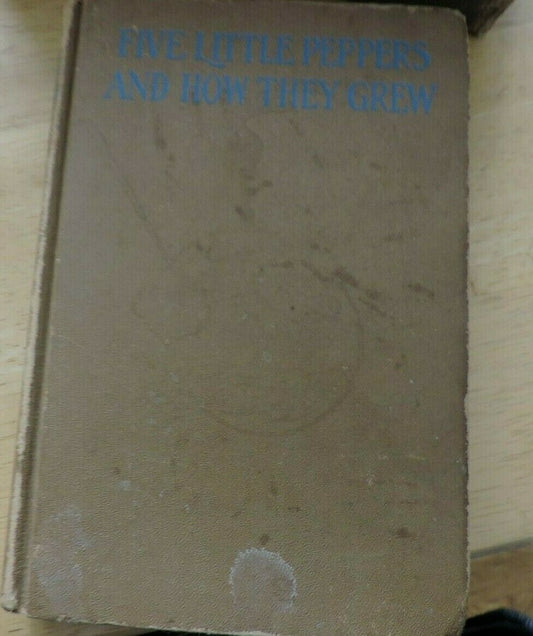 FIVE LITTLE PEPPERS
AND HOW THEY GREW